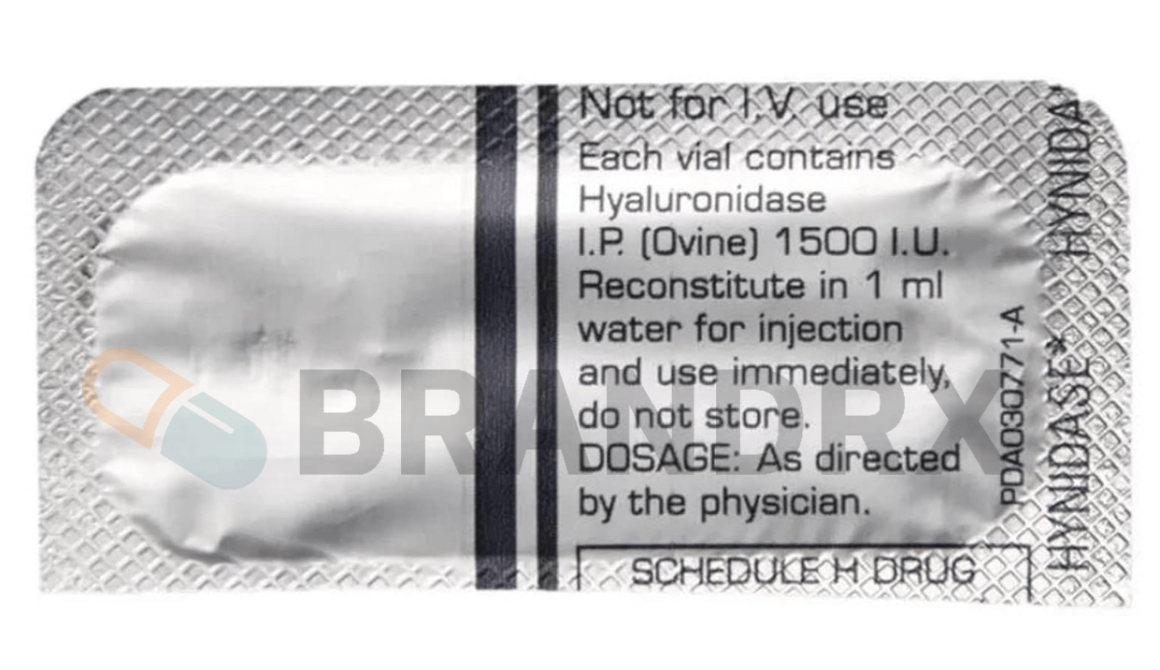 Not for I.V. use
Each vial contains
Hyaluronidase
I.P. (Ovine) 1500 I.U.
Reconstitute in 1 ml
water for injection
and use immediately,
do not store.
DOSAGE: As directed
by the physician.
SCHEDULE H DRUG
PDA030771-A
HYNIDASE* HYNIDA
BRANDRX